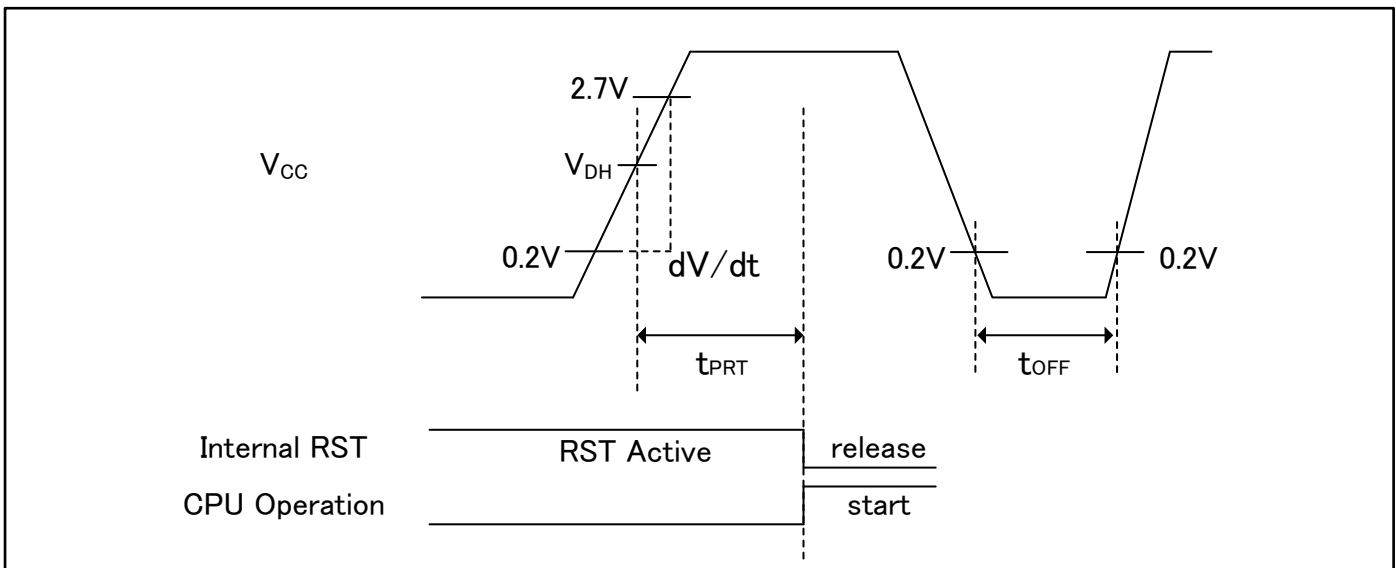 2.7V
VCC
VDH
0.2V
dV/dt
0.2V
0.2V
tPRT
tOFF
Internal RST
RST Active
release
CPU Operation
start